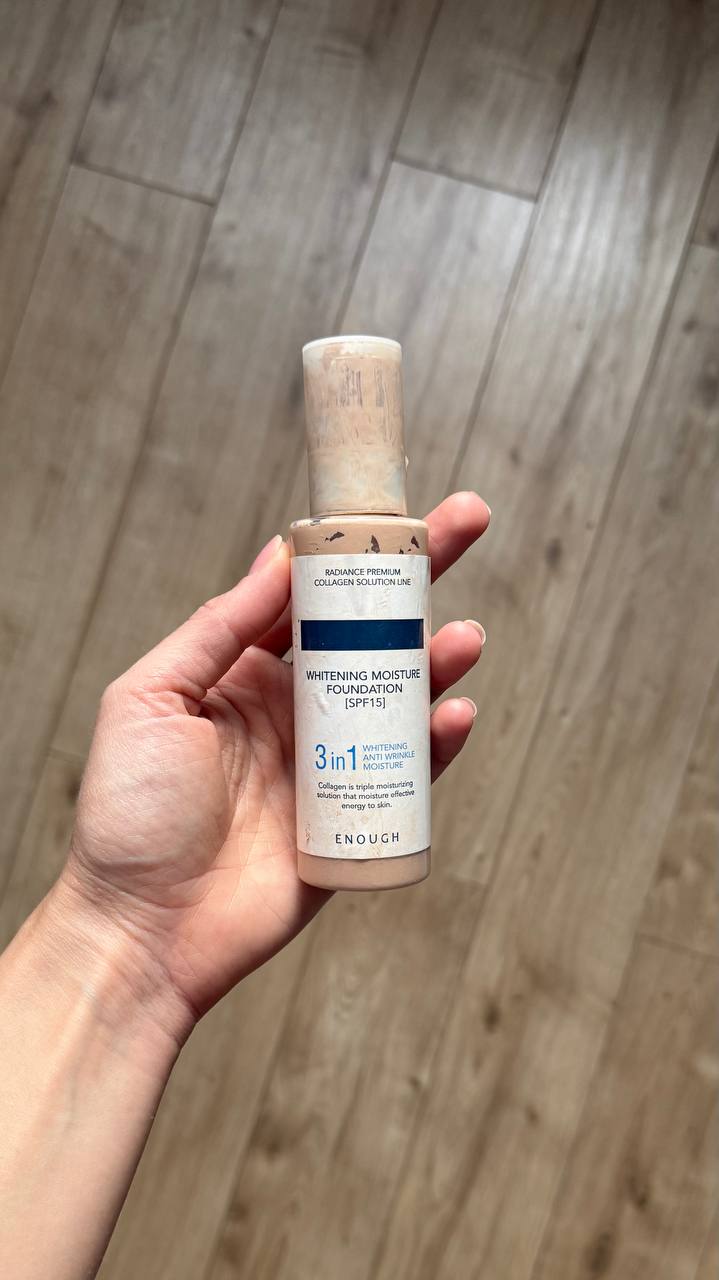 RADIANCE PREMIUM
COLLAGEN SOLUTION LINE
WHITENING MOISTURE
FOUNDATION
[SPF15]
3 in 1
WHITENING
ANTI WRINKLE
MOISTURE
Collagen is triple moisturizing
solution that moisture effective
energy to skin.
ENOUGH